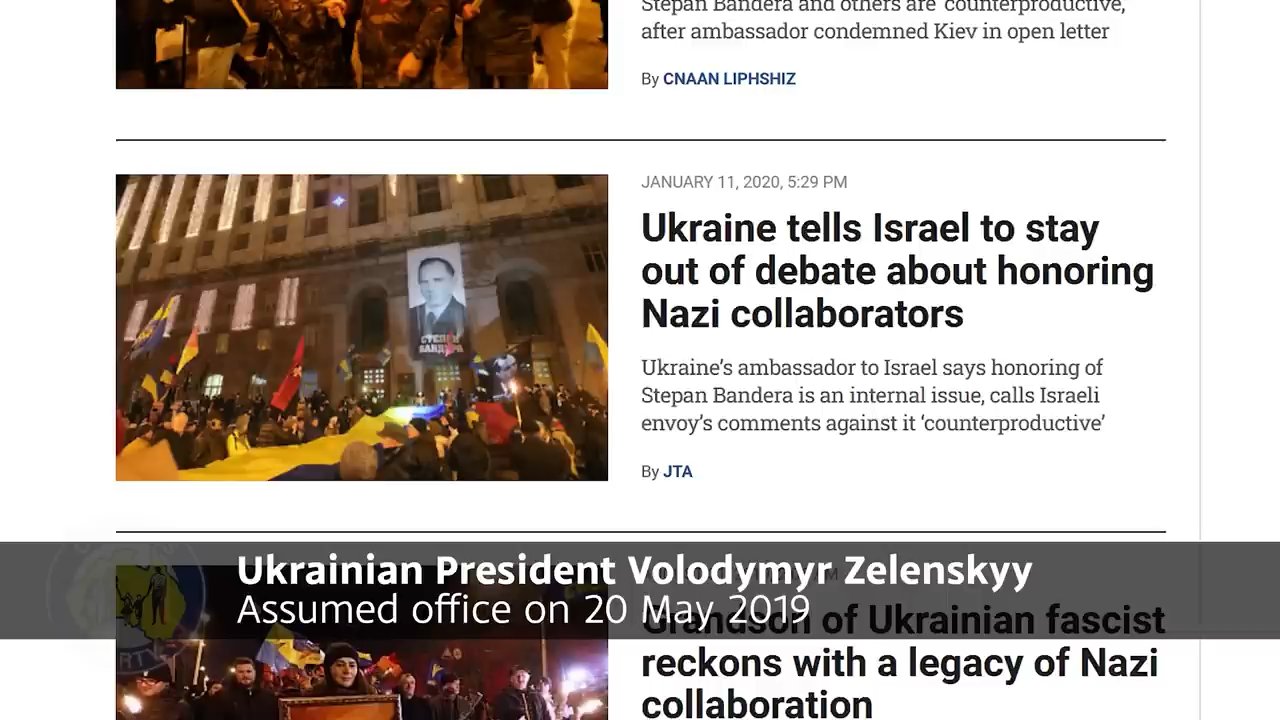 Stepan Bandera and others are 'counterproductive,'
after ambassador condemned Kiev in open letter
By CNAAN LIPHSHIZ
JANUARY 11, 2020, 5:29 PM
Ukraine tells Israel to stay
out of debate about honoring
Nazi collaborators
Ukraine’s ambassador to Israel says honoring of
Stepan Bandera is an internal issue, calls Israeli
envoy’s comments against it ‘counterproductive’
By JTA
СТЕПАН
БАНДЕРА
Ukrainian President Volodymyr Zelenskyy
Assumed office on 20 May 2019
Grandson of Ukrainian fascist
reckons with a legacy of Nazi
collaboration